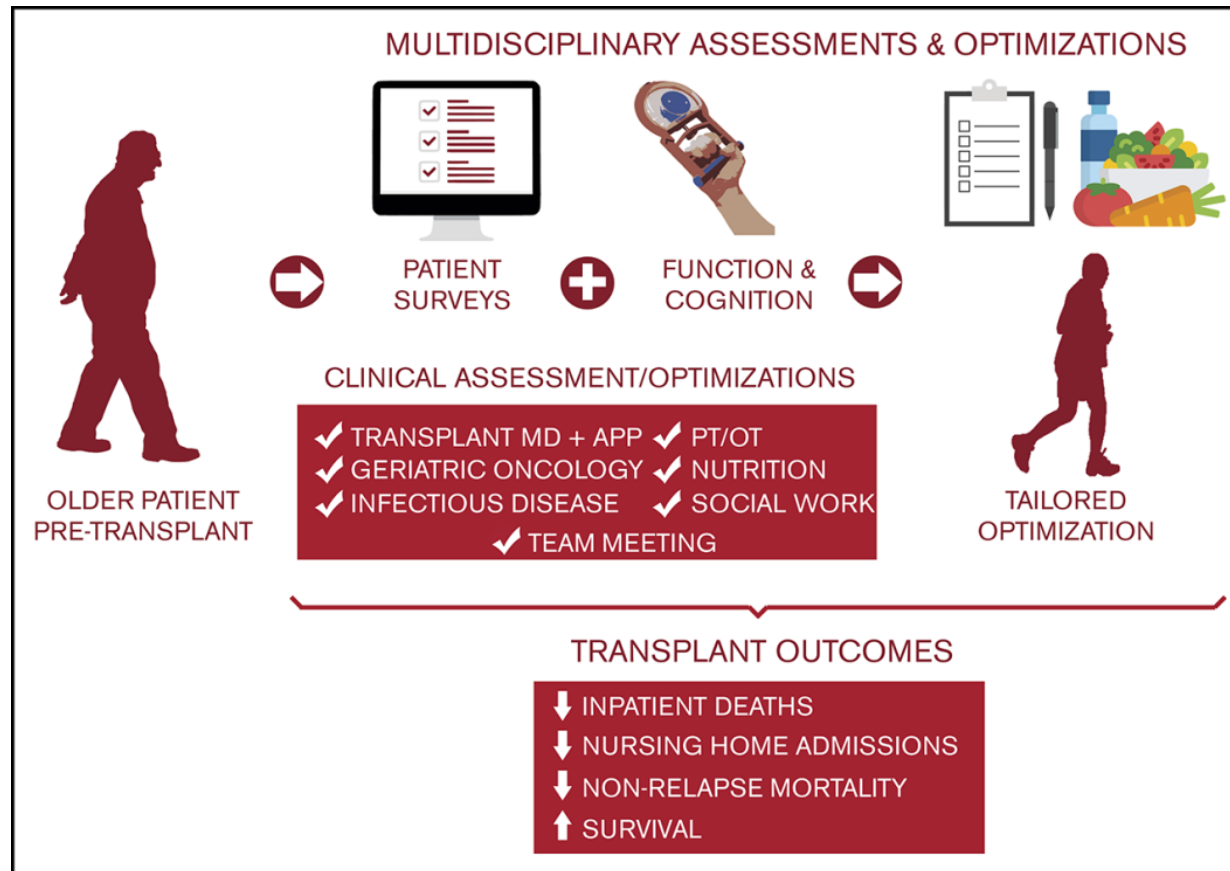 MULTIDISCIPLINARY ASSESSMENTS & OPTIMIZATIONS
PATIENT
SURVEYS
FUNCTION &
COGNITION
CLINICAL ASSESSMENT/OPTIMIZATIONS
TRANSPLANT MD + APP
PT/OT
GERIATRIC ONCOLOGY
NUTRITION
INFECTIOUS DISEASE
SOCIAL WORK
TEAM MEETING
OLDER PATIENT
PRE-TRANSPLANT
TAILORED
OPTIMIZATION
TRANSPLANT OUTCOMES
INPATIENT DEATHS
NURSING HOME ADMISSIONS
NON-RELAPSE MORTALITY
SURVIVAL